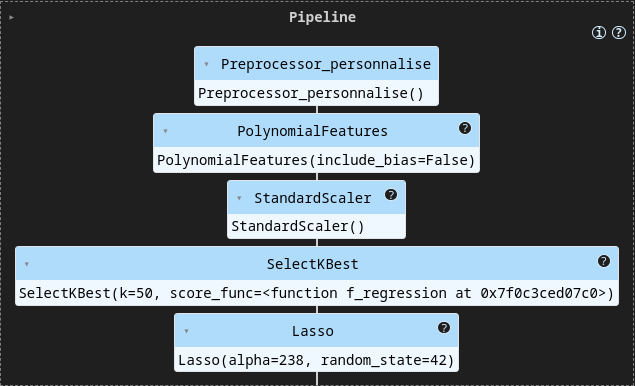 Pipeline
i ?
Preprocessor_personnalise
Preprocessor_personnalise()
PolynomialFeatures ?
PolynomialFeatures(include_bias=False)
StandardScaler ?
StandardScaler()
SelectKBest ?
SelectKBest(k=50, score_func=<function f_regression at 0x7f0c3ced07c0>)
Lasso ?
Lasso(alpha=238, random_state=42)